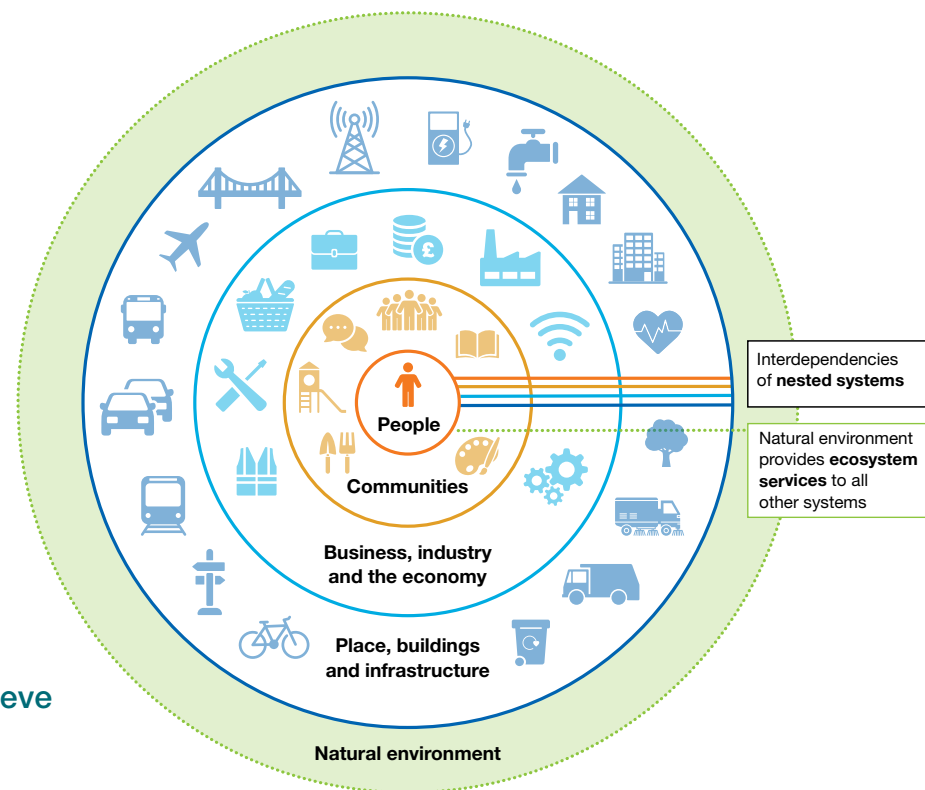 People
Communities
Business, industry
and the economy
Place, buildings
and infrastructure
Natural environment
Interdependencies
of nested systems
Natural environment
provides ecosystem
services to all
other systems
eve
£